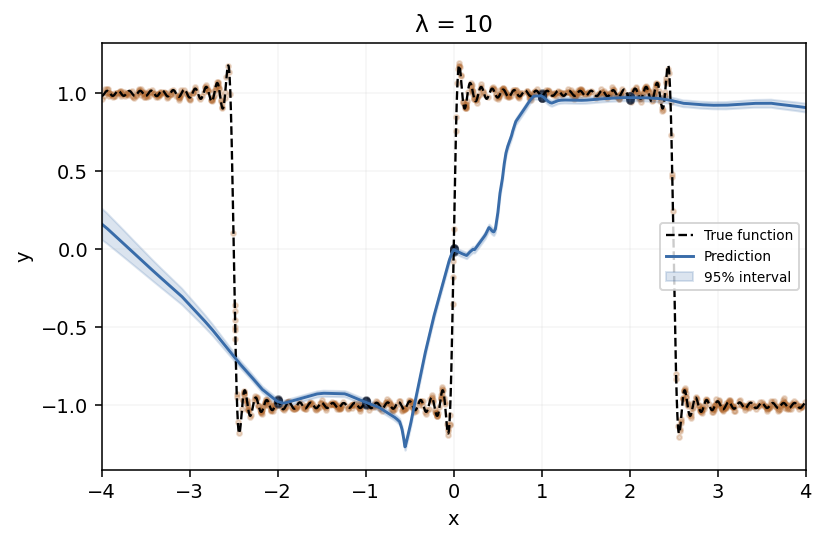 λ = 10
y
1.0
0.5
0.0
−0.5
−1.0
True function
Prediction
95% interval
−4 −3 −2 −1 0 1 2 3 4
x